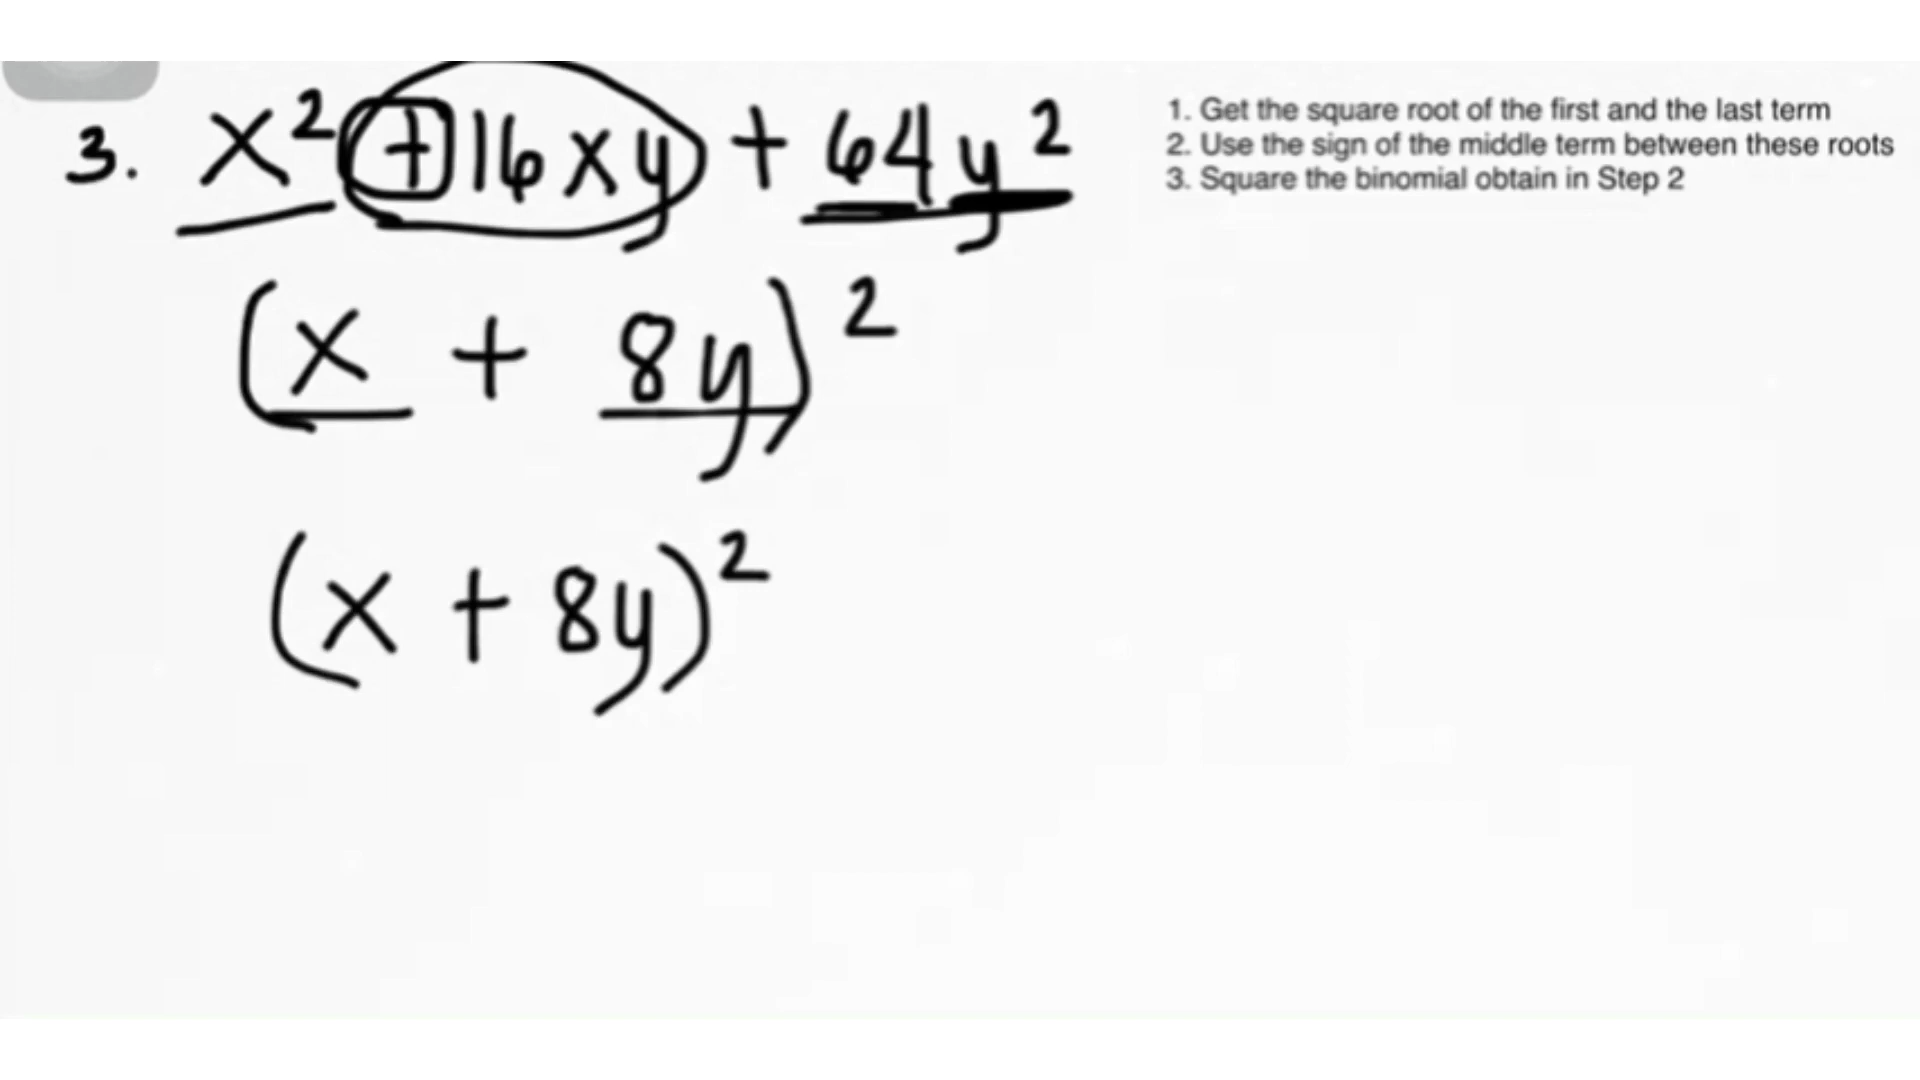 3. x² + 16xy + 64y²
(x + 8y)²
(x + 8y)²
1. Get the square root of the first and the last term
2. Use the sign of the middle term between these roots
3. Square the binomial obtain in Step 2